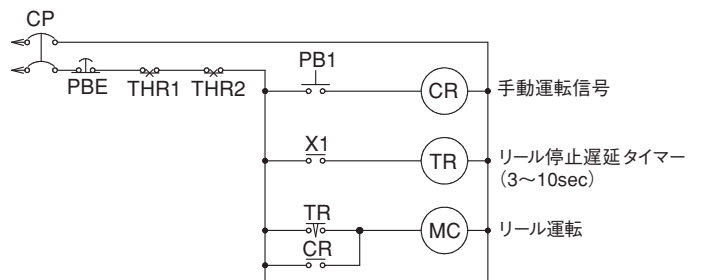 CP
PBE THR1 THR2
PB1
CR 手動運転信号
X1
TR リール停止遅延タイマー
（3〜10sec）
TR
MC リール運転
CR